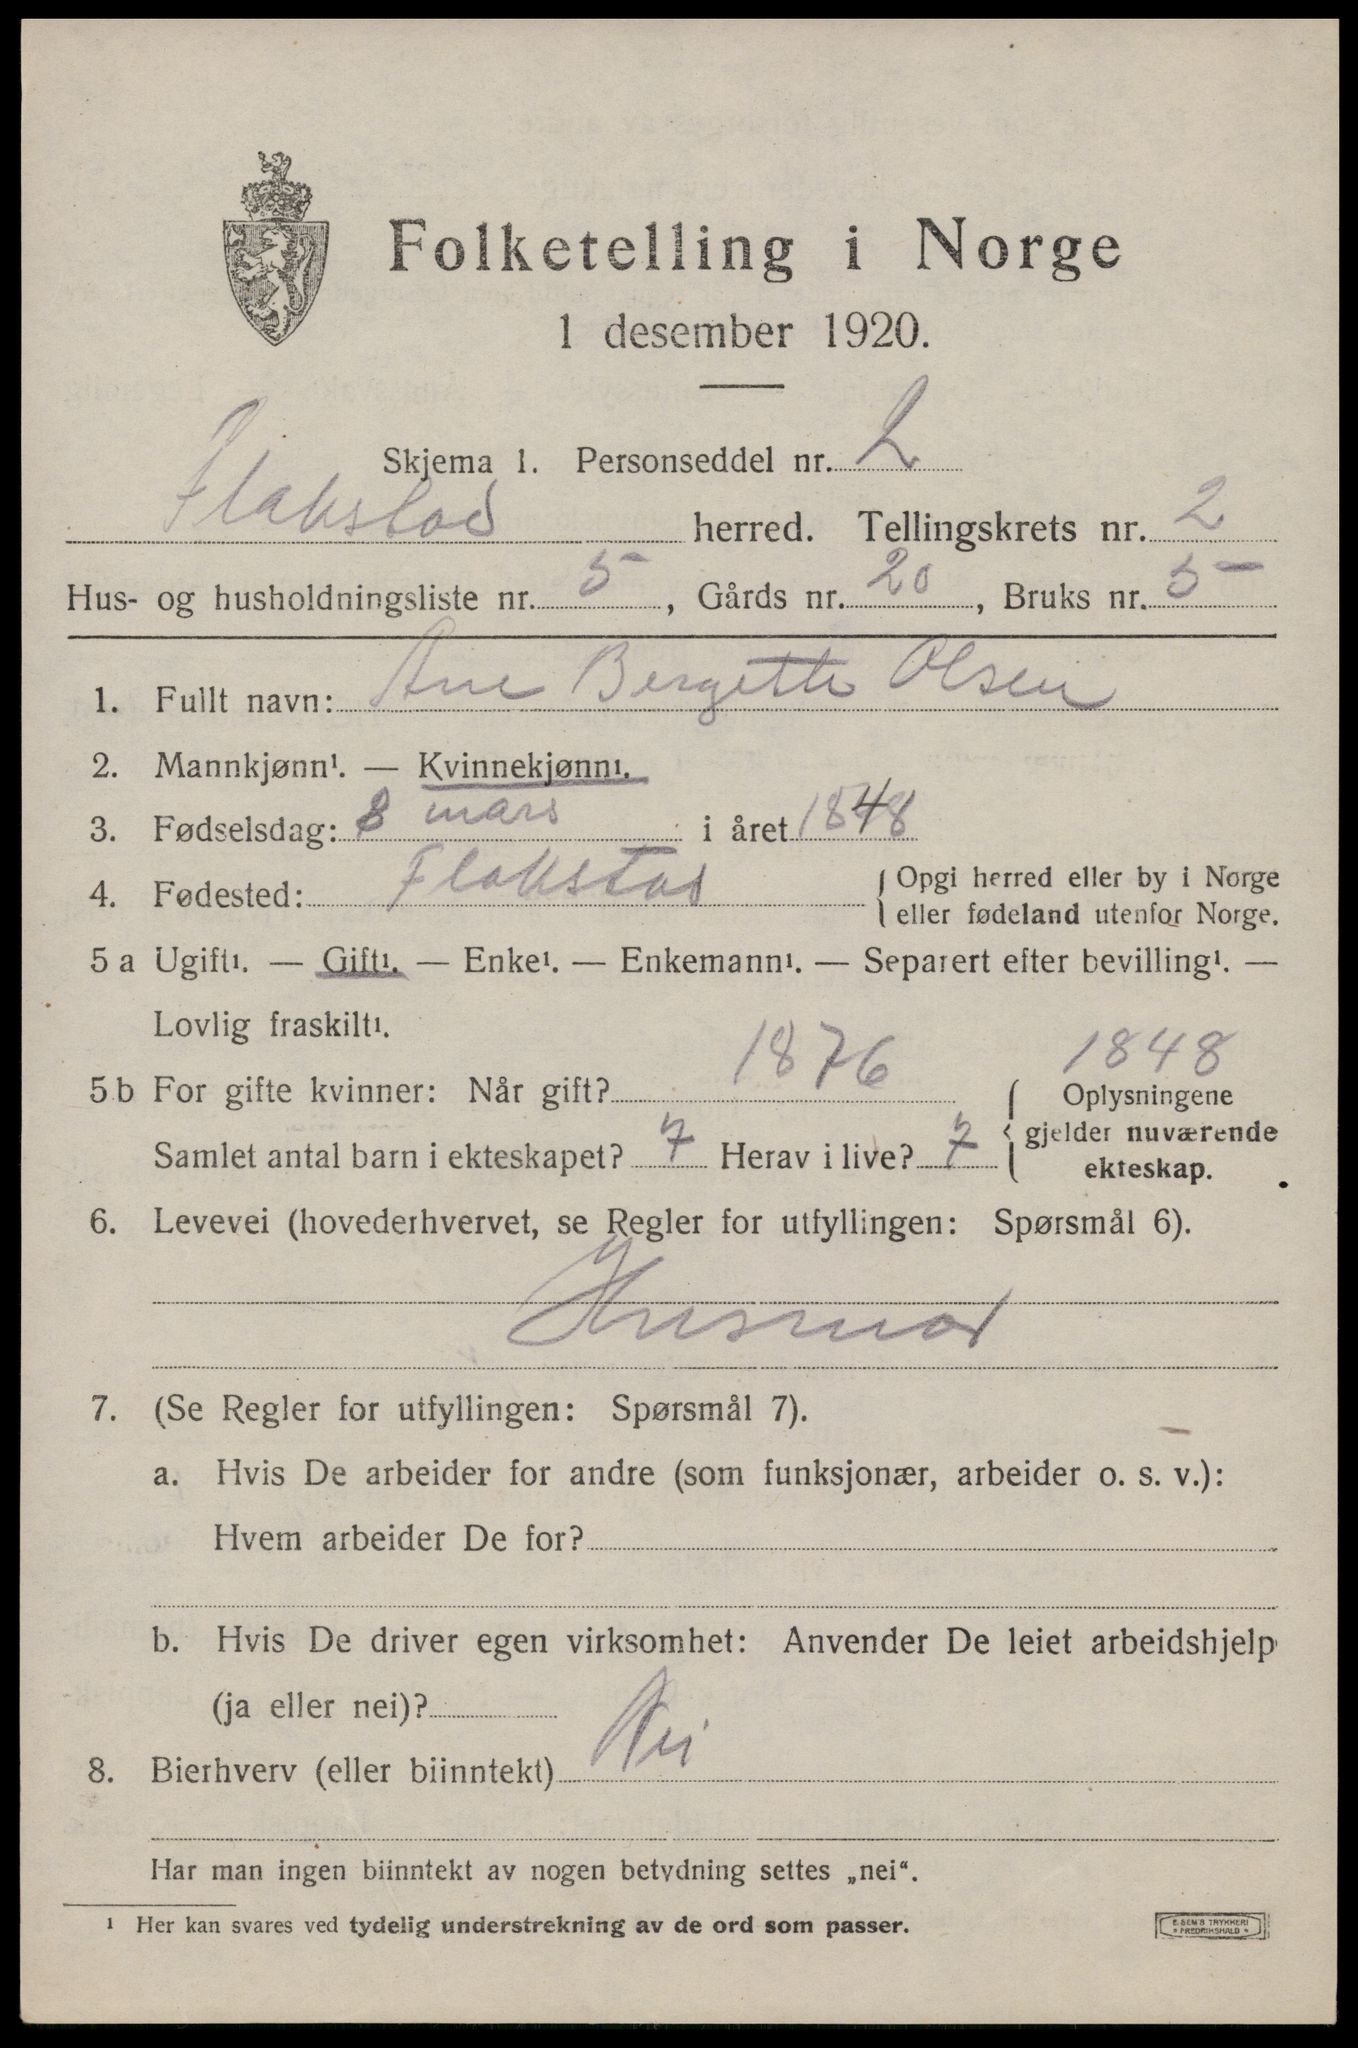 Folketelling i Norge
1 desember 1920.
Skjema 1. Personseddel nr. 2
Flakstad herred. Tellingskrets nr. 2
Hus- og husholdningsliste nr. 5, Gårds nr. 20, Bruks nr. 5
1. Fullt navn: Ane Bergette Olsen
2. Mannkjønn¹. — Kvinnekjønn¹.
3. Fødselsdag: 8 mars i året 1848
4. Fødested: Flakstad { Opgi herred eller by i Norge
eller fødeland utenfor Norge.
5 a Ugift¹. — Gift¹. — Enke¹. — Enkemann¹. — Separert efter bevilling¹. —
Lovlig fraskilt¹.
1848
5 b For gifte kvinner: Når gift? 1876 { Oplysningene
gjelder nuværende
Samlet antal barn i ekteskapet? 7 Herav i live? 7 ekteskap.
6. Levevei (hovederhvervet, se Regler for utfyllingen: Spørsmål 6).
Husmor
7. (Se Regler for utfyllingen: Spørsmål 7).
a. Hvis De arbeider for andre (som funksjonær, arbeider o. s. v.):
Hvem arbeider De for?
b. Hvis De driver egen virksomhet: Anvender De leiet arbeidshjelp
(ja eller nei)?
8. Bierhverv (eller biinntekt) Nei
Har man ingen biinntekt av nogen betydning settes „nei“.
¹ Her kan svares ved tydelig understrekning av de ord som passer.
E. SEM'S TRYKKERI
FREDRIKSHALD